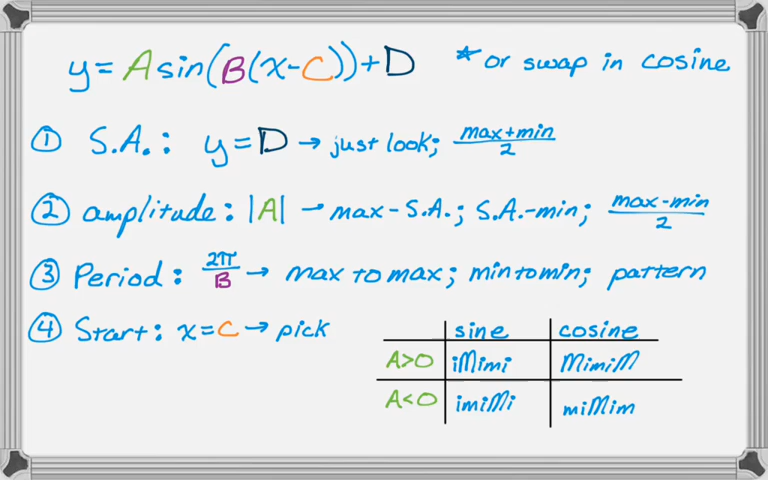 y = A sin(B(x-C)) + D *or swap in cosine
① S.A.: y = D → just look; max+min/2
② amplitude: |A| → max-S.A.; S.A.-min; max-min/2
③ Period: 2π/B → max to max; min to min; pattern
④ Start: x = C → pick
sine cosine
A>0 iMimi MimiM
A<0 imiMi miMim